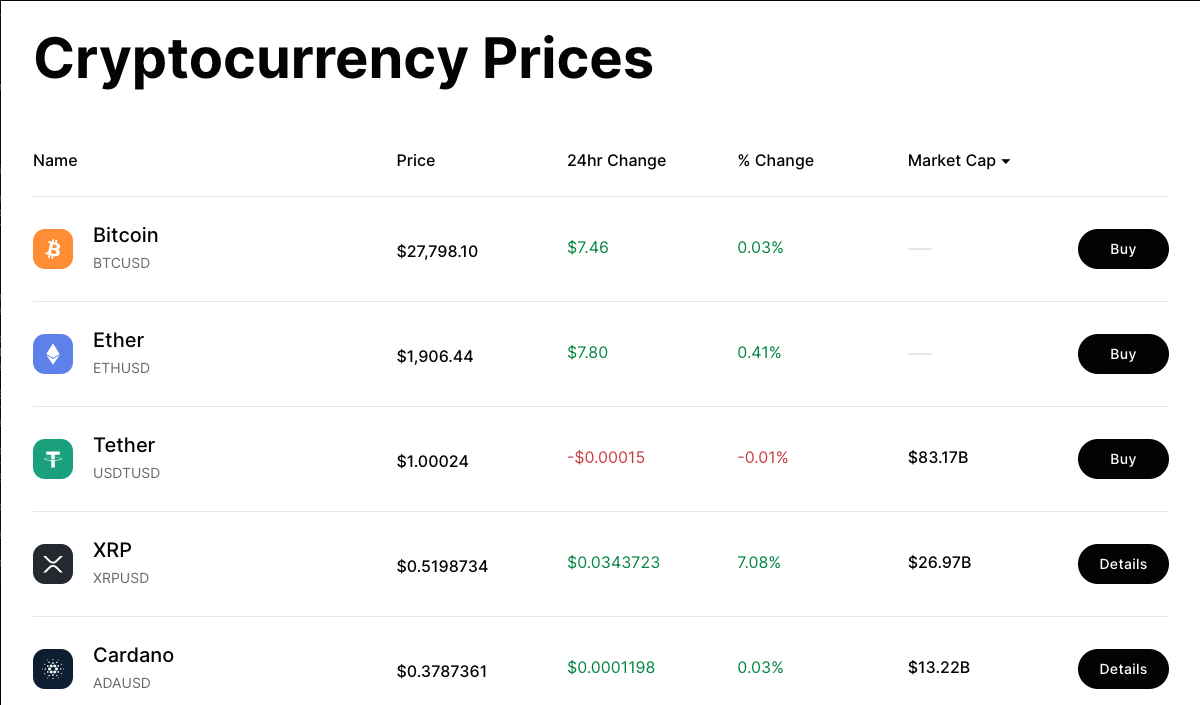 Cryptocurrency Prices
Name Price 24hr Change % Change Market Cap
Bitcoin
BTCUSD
$27,798.10 $7.46 0.03% — Buy
Ether
ETHUSD
$1,906.44 $7.80 0.41% — Buy
Tether
USDTUSD
$1.00024 -$0.00015 -0.01% $83.17B Buy
XRP
XRPUSD
$0.5198734 $0.0343723 7.08% $26.97B Details
Cardano
ADAUSD
$0.3787361 $0.0001198 0.03% $13.22B Details